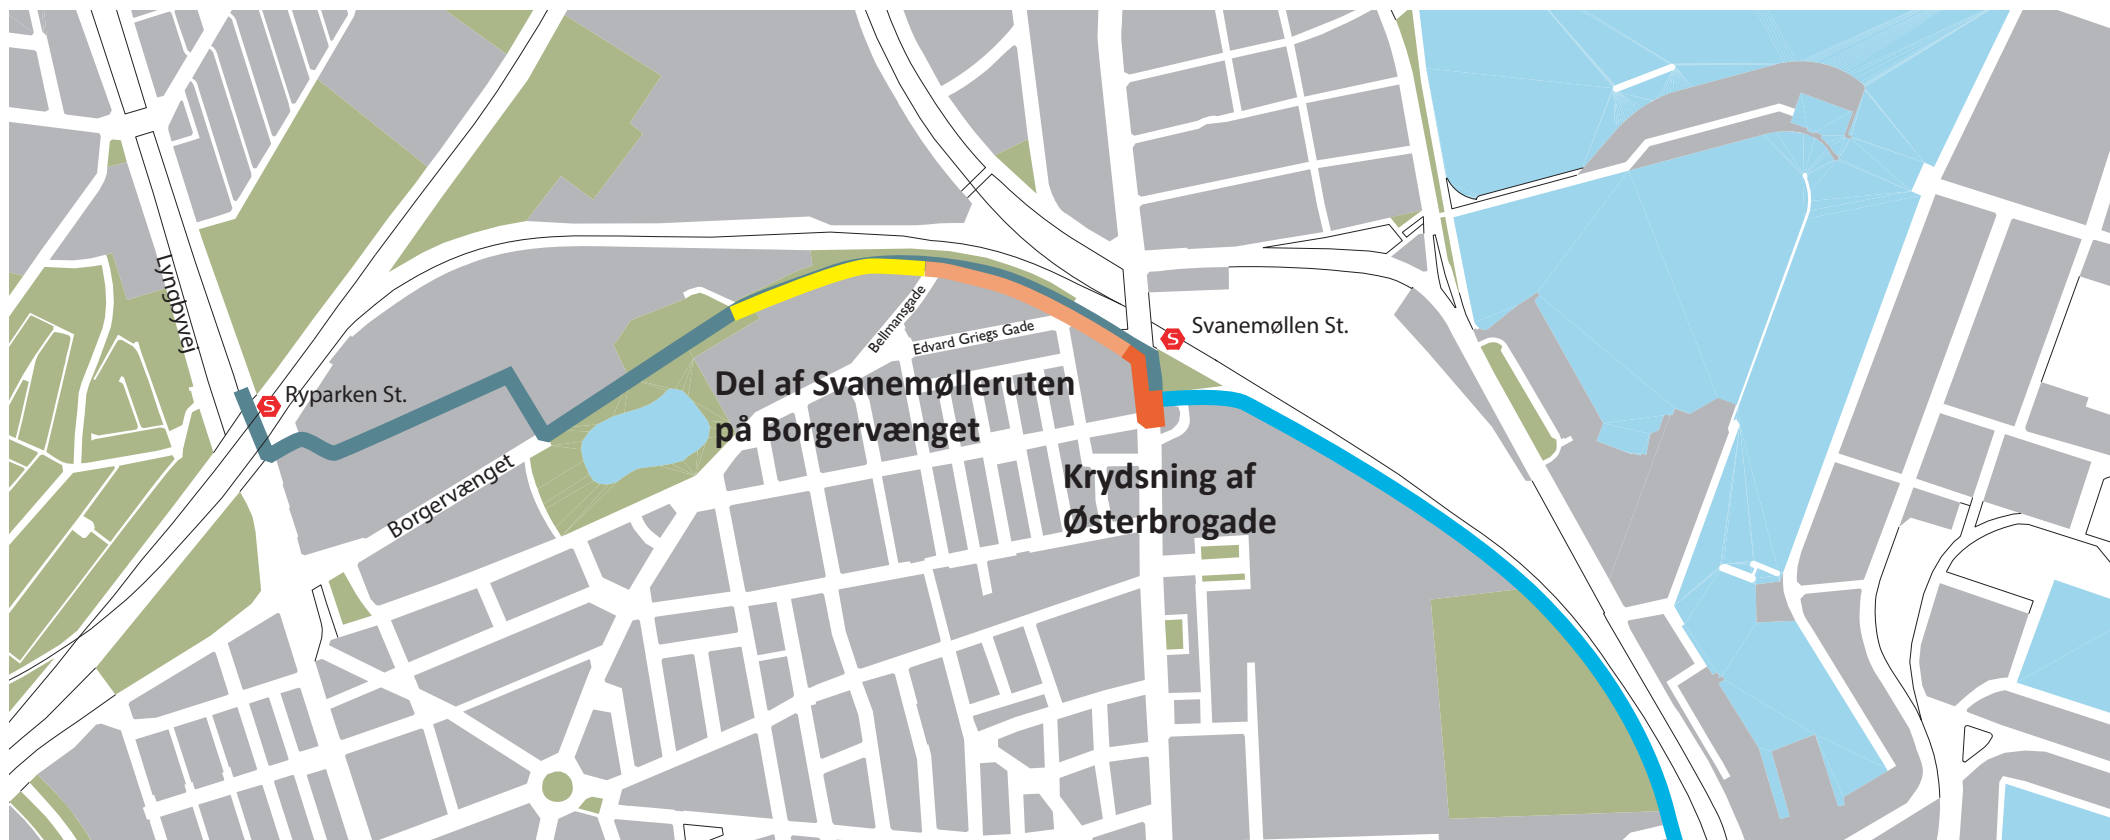 Lyngbyvej
Ryparken St.
Borgervænget
Bellmansgade
Edvard Griegs Gade
S
Svanemøllen St.
S
Del af Svanemølleruten
på Borgervænget
Krydsning af
Østerbrogade